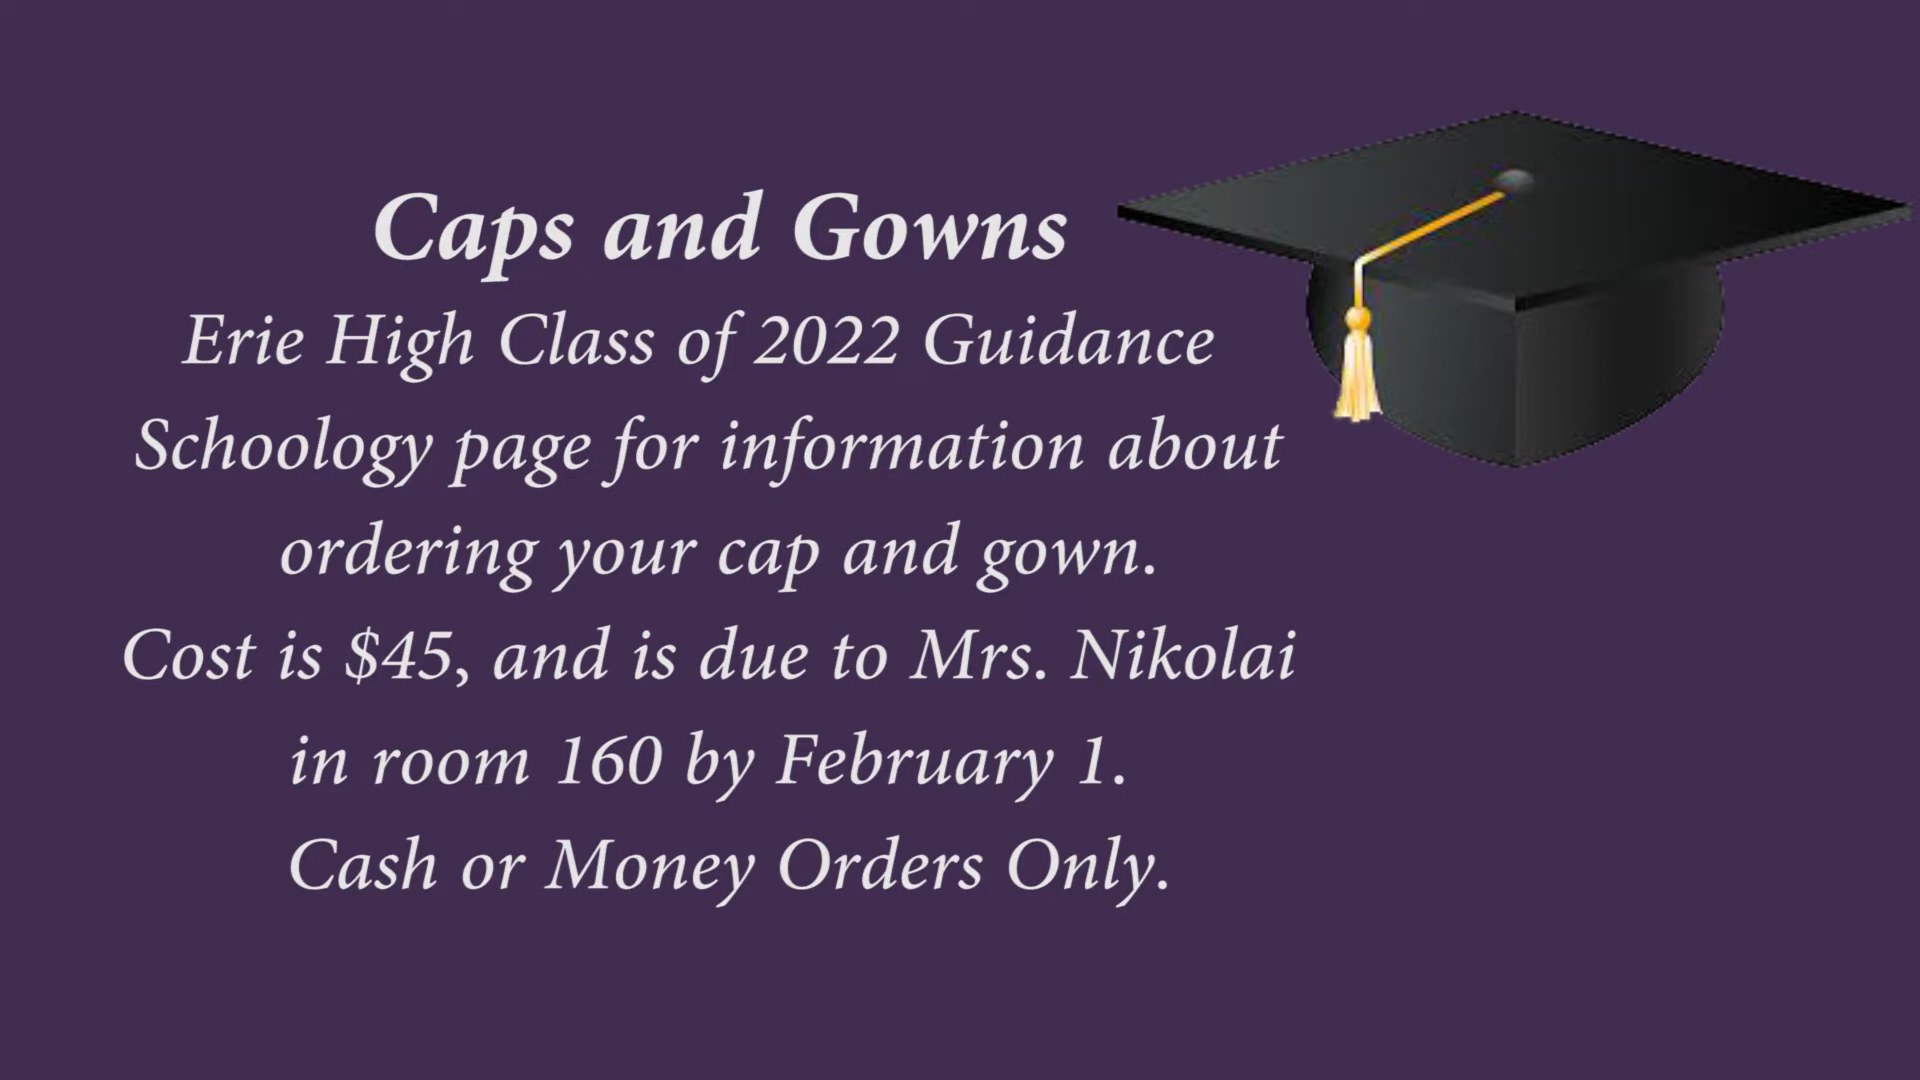 Caps and Gowns
Erie High Class of 2022 Guidance
Schoology page for information about
ordering your cap and gown.
Cost is $45, and is due to Mrs. Nikolai
in room 160 by February 1.
Cash or Money Orders Only.